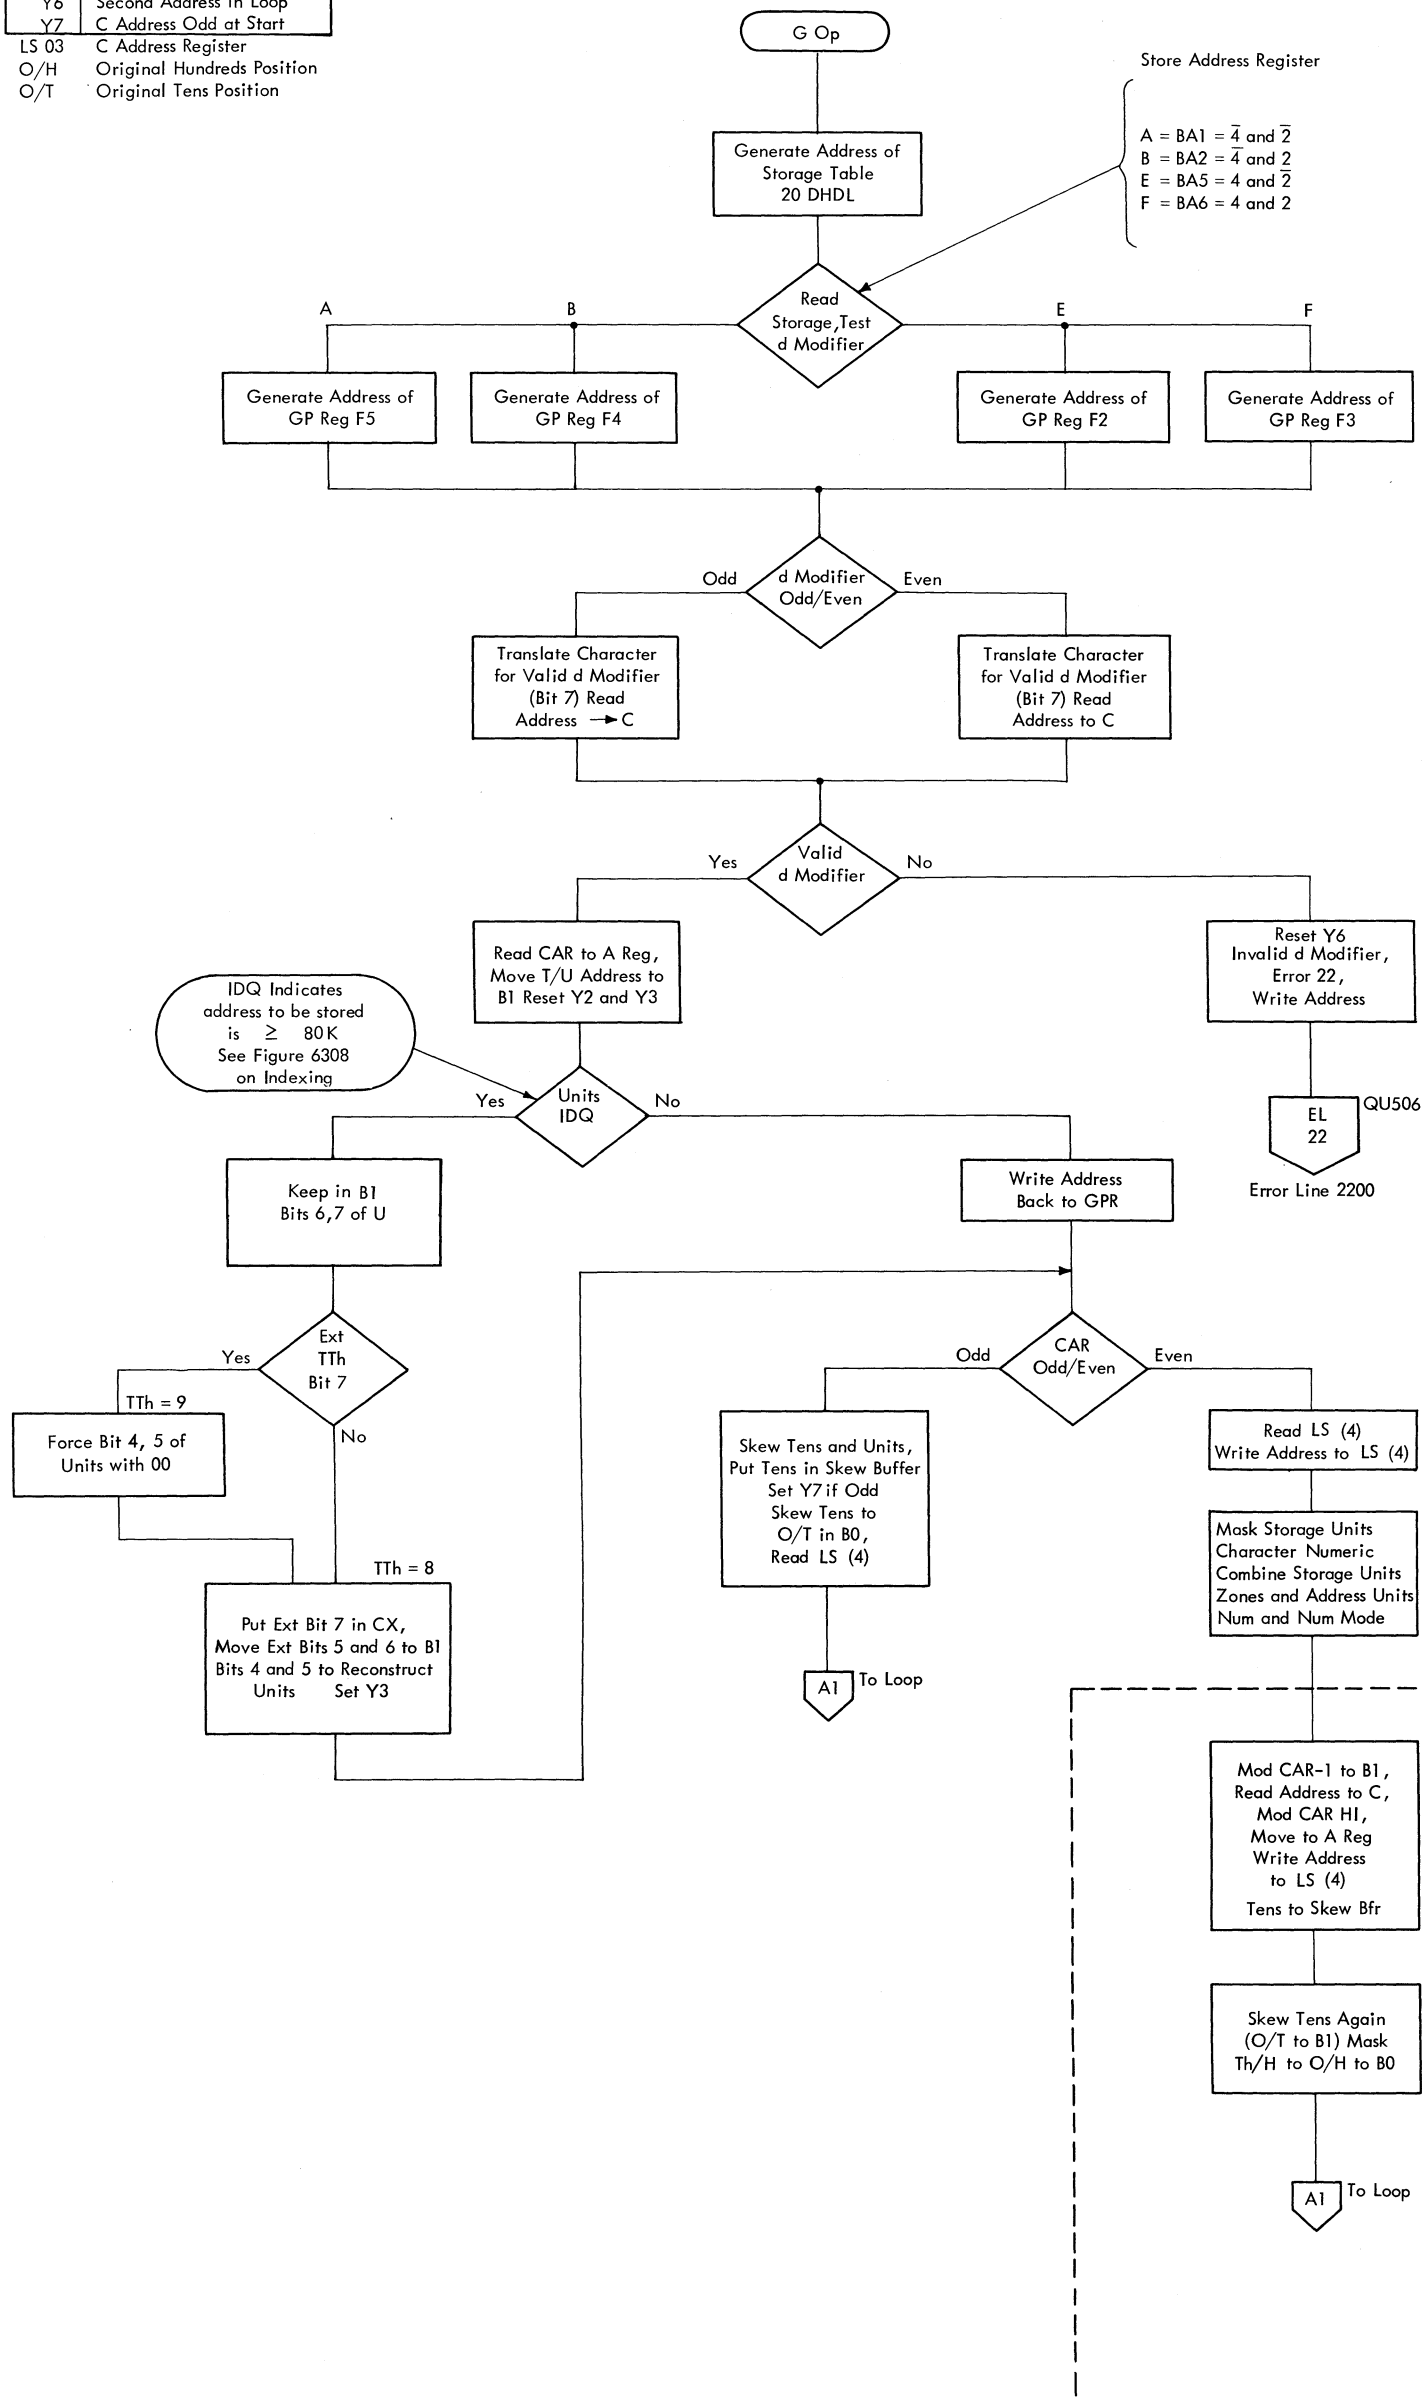 Y6 Second Address in Loop
Y7 C Address Odd at Start
LS 03 C Address Register
O/H Original Hundreds Position
O/T Original Tens Position
G Op
Store Address Register
A = BA1 = 4̅ and 2̅
B = BA2 = 4̅ and 2
E = BA5 = 4 and 2̅
F = BA6 = 4 and 2
Generate Address of
Storage Table
20 DHDL
Read
Storage,Test
d Modifier
A
B
E
F
Generate Address of
GP Reg F5
Generate Address of
GP Reg F4
Generate Address of
GP Reg F2
Generate Address of
GP Reg F3
d Modifier
Odd/Even
Odd
Even
Translate Character
for Valid d Modifier
(Bit 7) Read
Address → C
Translate Character
for Valid d Modifier
(Bit 7) Read
Address to C
Valid
d Modifier
Yes
No
Read CAR to A Reg,
Move T/U Address to
B1 Reset Y2 and Y3
Reset Y6
Invalid d Modifier,
Error 22,
Write Address
IDQ Indicates
address to be stored
is ≥ 80K
See Figure 6308
on Indexing
Units
IDQ
Yes
No
EL
22
QU506
Error Line 2200
Keep in B1
Bits 6,7 of U
Write Address
Back to GPR
Ext
TTh
Bit 7
Yes
No
TTh = 9
Force Bit 4, 5 of
Units with 00
TTh = 8
Put Ext Bit 7 in CX,
Move Ext Bits 5 and 6 to B1
Bits 4 and 5 to Reconstruct
Units Set Y3
CAR
Odd/Even
Odd
Even
Skew Tens and Units,
Put Tens in Skew Buffer
Set Y7 if Odd
Skew Tens to
O/T in B0,
Read LS (4)
A1
To Loop
Read LS (4)
Write Address to LS (4)
Mask Storage Units
Character Numeric
Combine Storage Units
Zones and Address Units
Num and Num Mode
Mod CAR-1 to B1,
Read Address to C,
Mod CAR HI,
Move to A Reg
Write Address
to LS (4)
Tens to Skew Bfr
Skew Tens Again
(O/T to B1) Mask
Th/H to O/H to B0
A1
To Loop